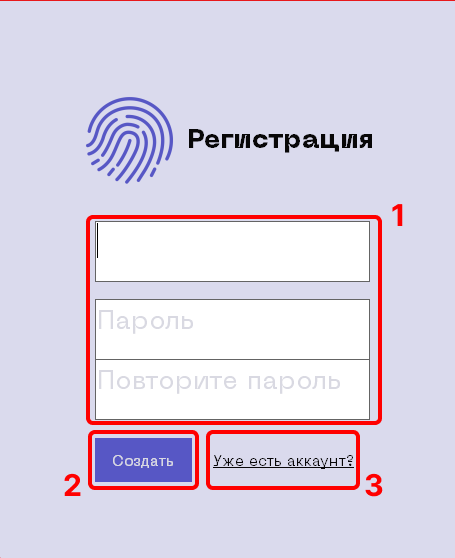 Регистрация
1
Пароль
Повторите пароль
Создать
Уже есть аккаунт?
2
3